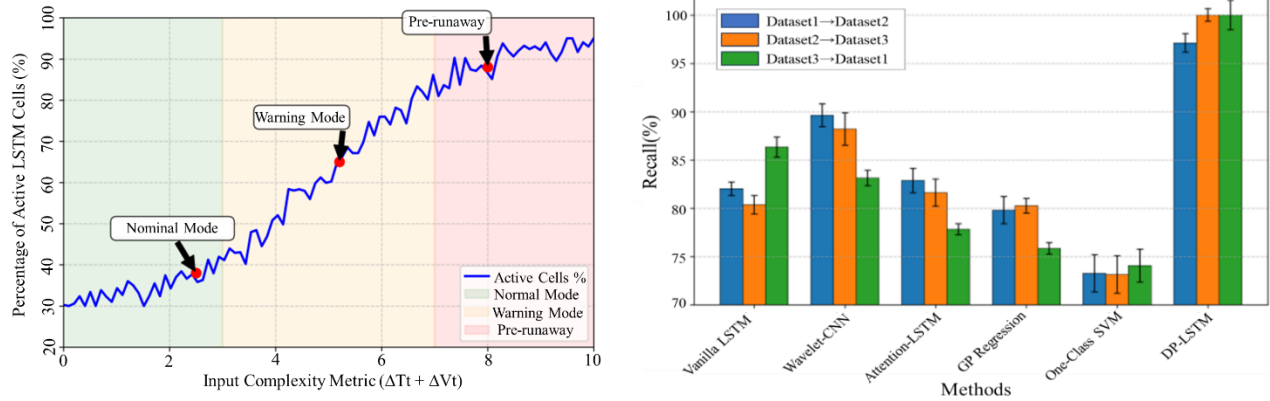 Percentage of Active LSTM Cells (%)
100
90
80
70
60
50
40
30
20
Pre-runaway
Warning Mode
Nominal Mode
Active Cells %
Normal Mode
Warning Mode
Pre-runaway
0 2 4 6 8 10
Input Complexity Metric (ΔTt + ΔVt)
Recall(%)
100
95
90
85
80
75
70
Dataset1→Dataset2
Dataset2→Dataset3
Dataset3→Dataset1
Vanilla LSTM
Wavelet-CNN
Attention-LSTM
GP Regression
One-Class SVM
DP-LSTM
Methods